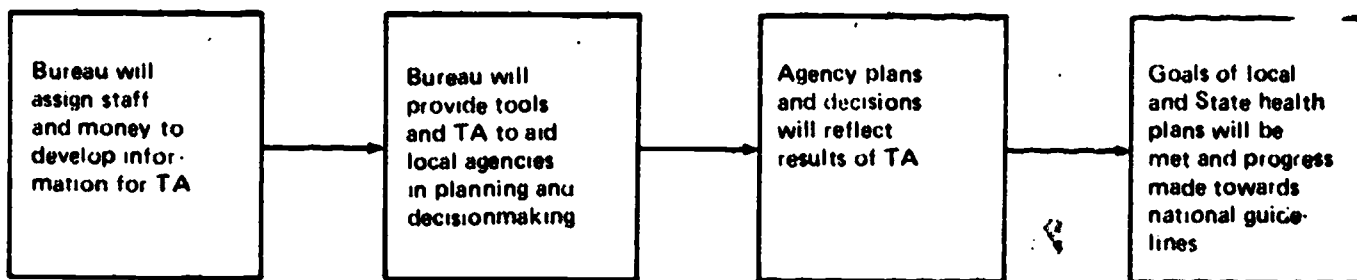 Bureau will
assign staff
and money to
develop infor-
mation for TA
Bureau will
provide tools
and TA to aid
local agencies
in planning and
decisionmaking
Agency plans
and decisions
will reflect
results of TA
Goals of local
and State health
plans will be
met and progress
made towards
national guide-
lines